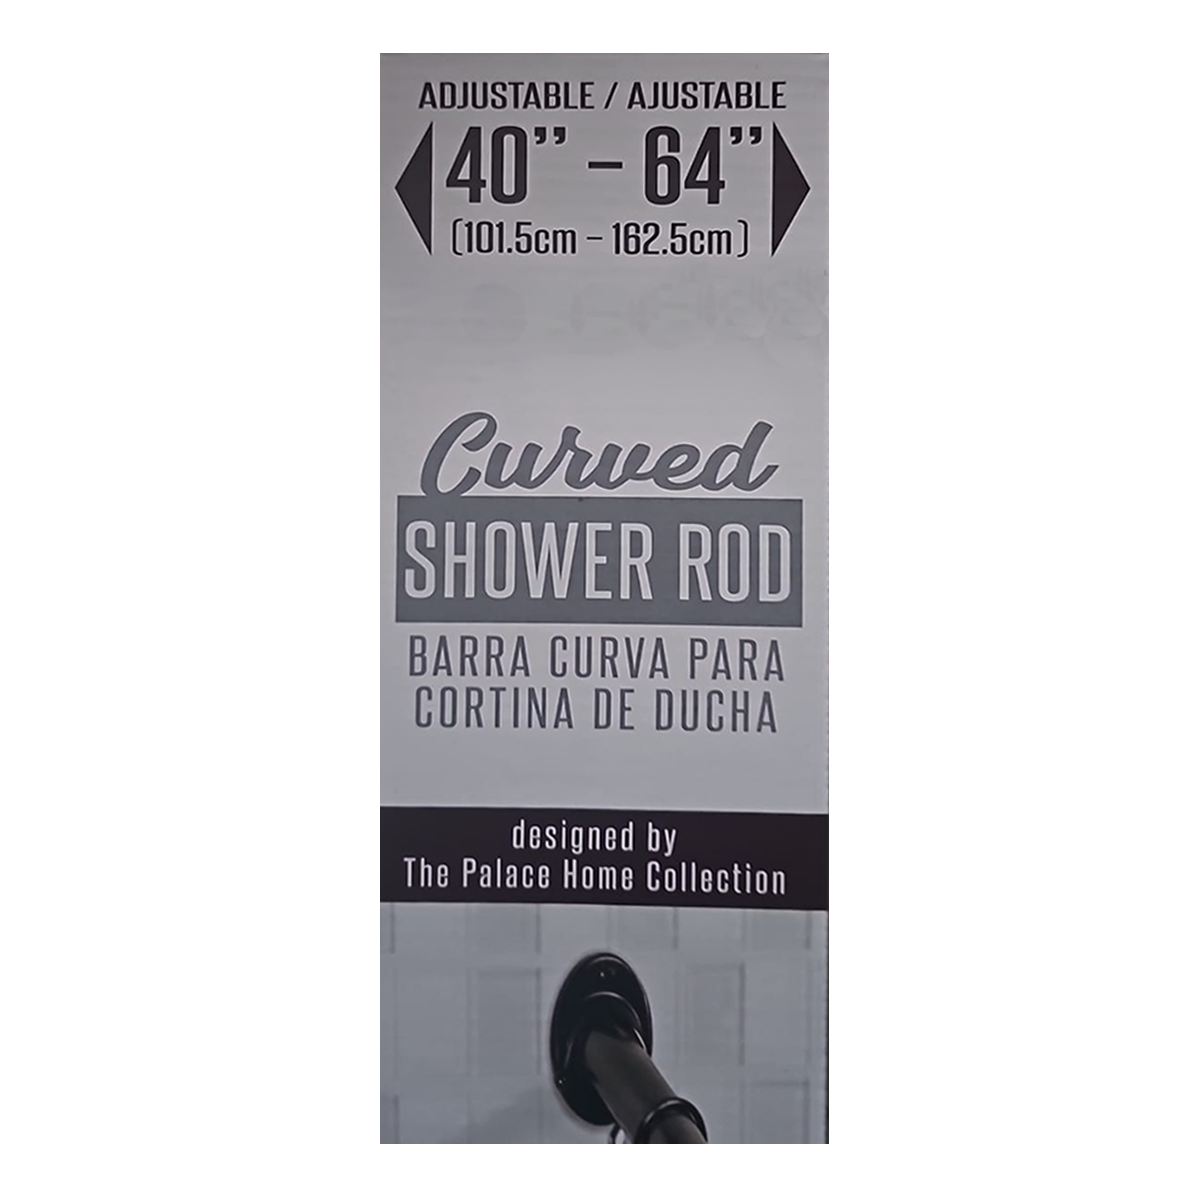 ADJUSTABLE / AJUSTABLE
40” – 64”
(101.5cm – 162.5cm)
Curved
SHOWER ROD
BARRA CURVA PARA
CORTINA DE DUCHA
designed by
The Palace Home Collection